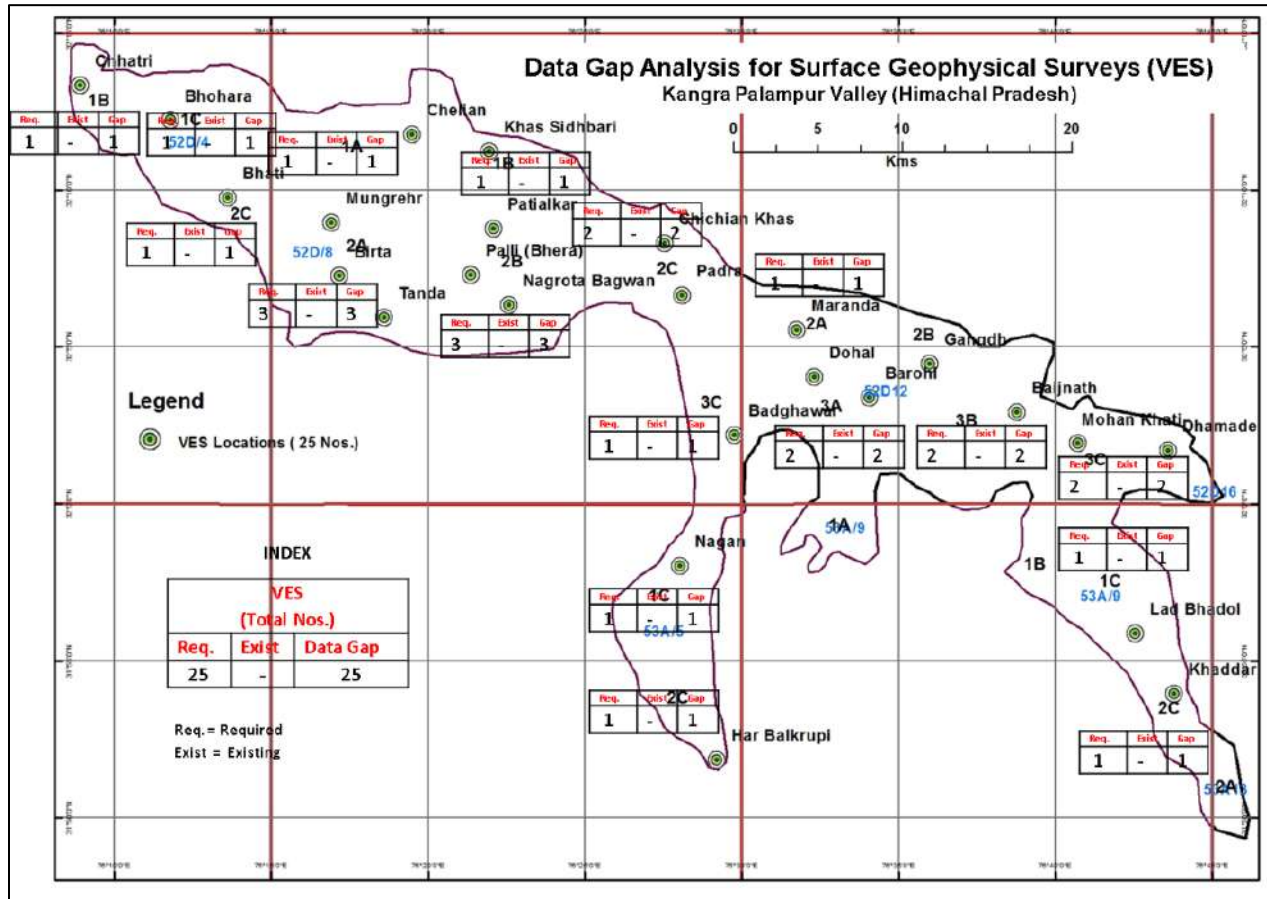 Data Gap Analysis for Surface Geophysical Surveys (VES)
Kangra Palampur Valley (Himachal Pradesh)
0 5 10 20
Kms
Chhatri
1B
Req. Exist Gap
1 - 1
Bhohara
1C
52D/4
1 - 1
Chelian
1A
Req. Exist Gap
1 - 1
Khas Sidhbari
1B
Req. Exist Gap
1 - 1
Bhati
2C
Req. Exist Gap
1 - 1
Mungrehr
52D/8
2A
Birta
Req. Exist Gap
3 - 3
Tanda
Patialkar
Palli (Bhera)
2B
Nagrota Bagwan
Req. Exist Gap
3 - 3
Req. Exist Gap
2 - 2
Chichian Khas
2C
Padra
Req. Exist Gap
1 1
Maranda
2A
2B
Dohal
Barohl
52D12
3A
Req. Exist Gap
2 - 2
Baijnath
3B
Req. Exist Gap
2 - 2
3C
Badghawar
Req. Exist Gap
1 - 1
Mohan Khati
Dhamade
3C
Req. Exist Gap
2 - 2
52D16
Legend
VES Locations ( 25 Nos.)
INDEX
VES
(Total Nos.)
Req. Exist Data Gap
25 - 25
Req.= Required
Exist = Existing
Nagan
Req. Exist Gap
1C
1 - 1
53A/5
Req. Exist Gap
2C
1 - 1
Har Balkrupi
1A
53A/9
1B
Req. Exist Gap
1 - 1
1C
53A/9
Lad Bhadol
Khaddar
2C
Req. Exist Gap
1 - 1
2A